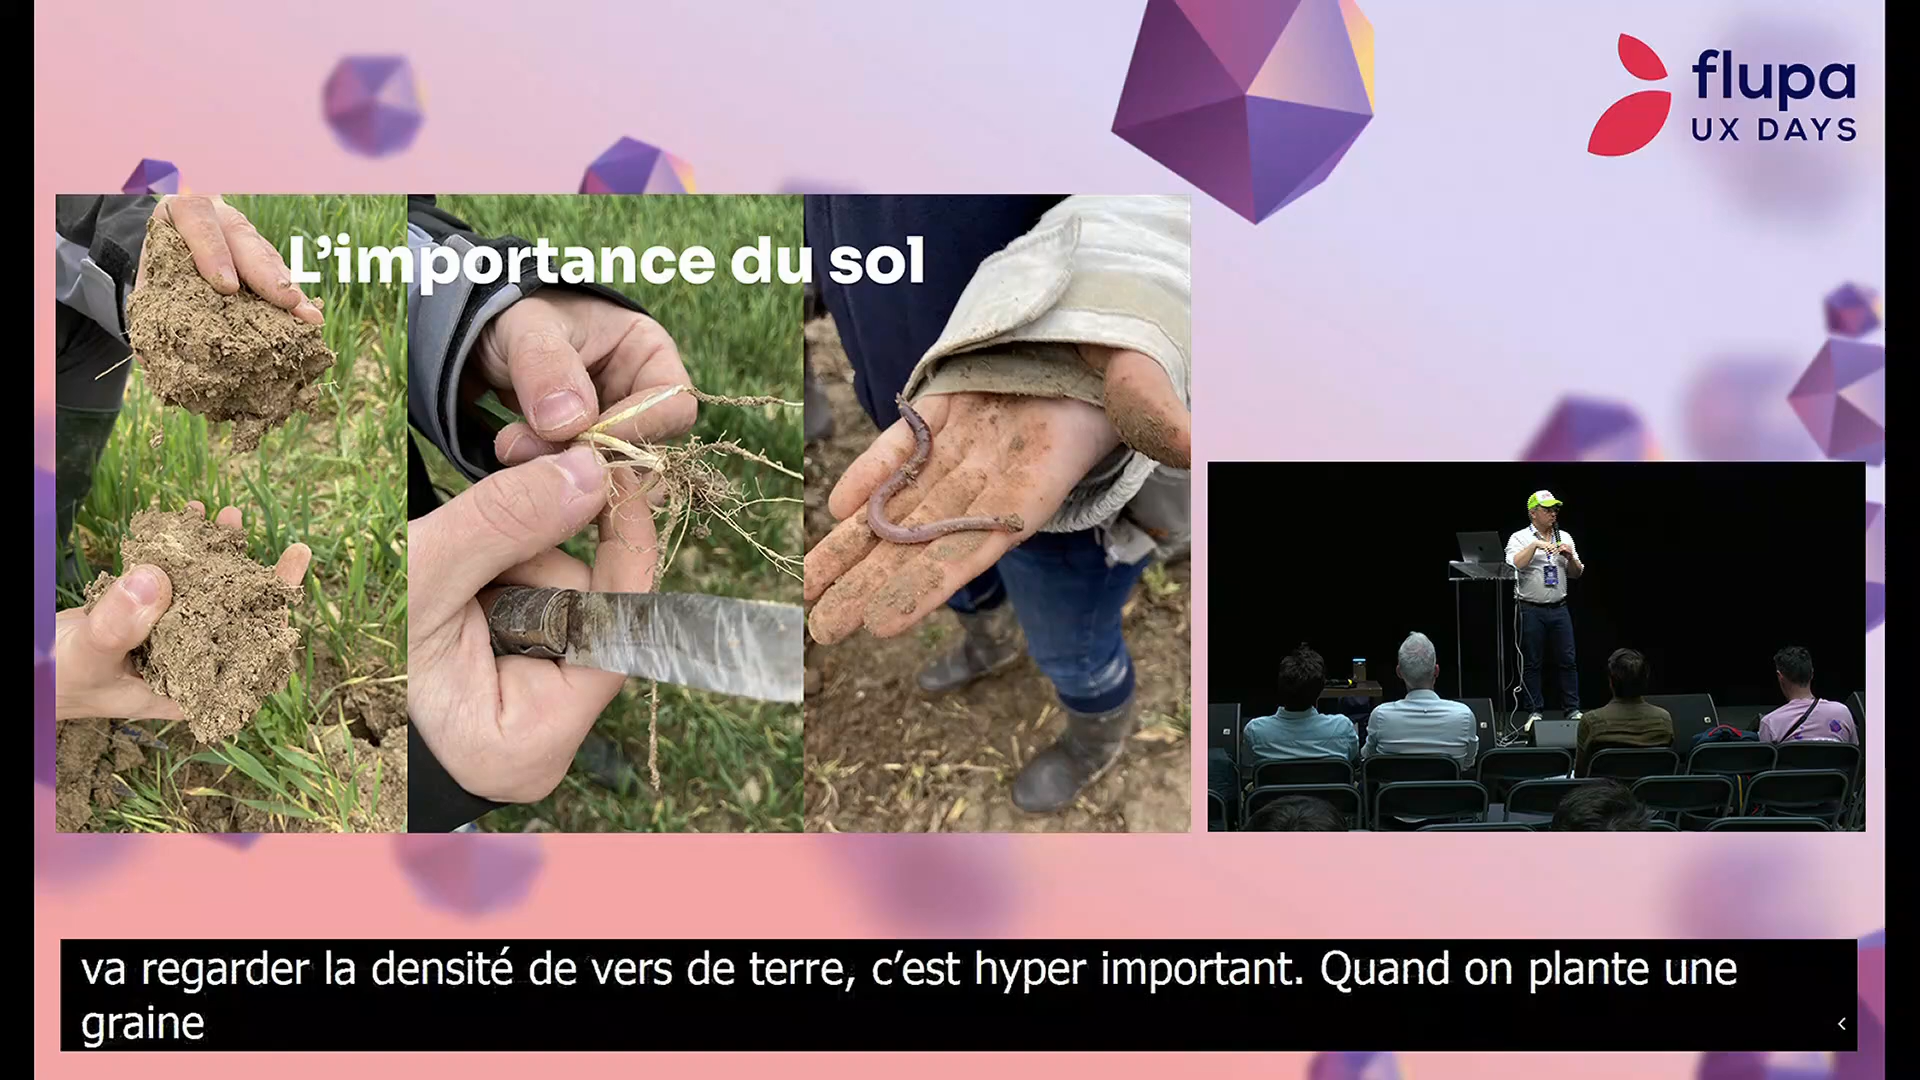 flupa
UX DAYS
L'importance du sol
va regarder la densité de vers de terre, c'est hyper important. Quand on plante une
graine